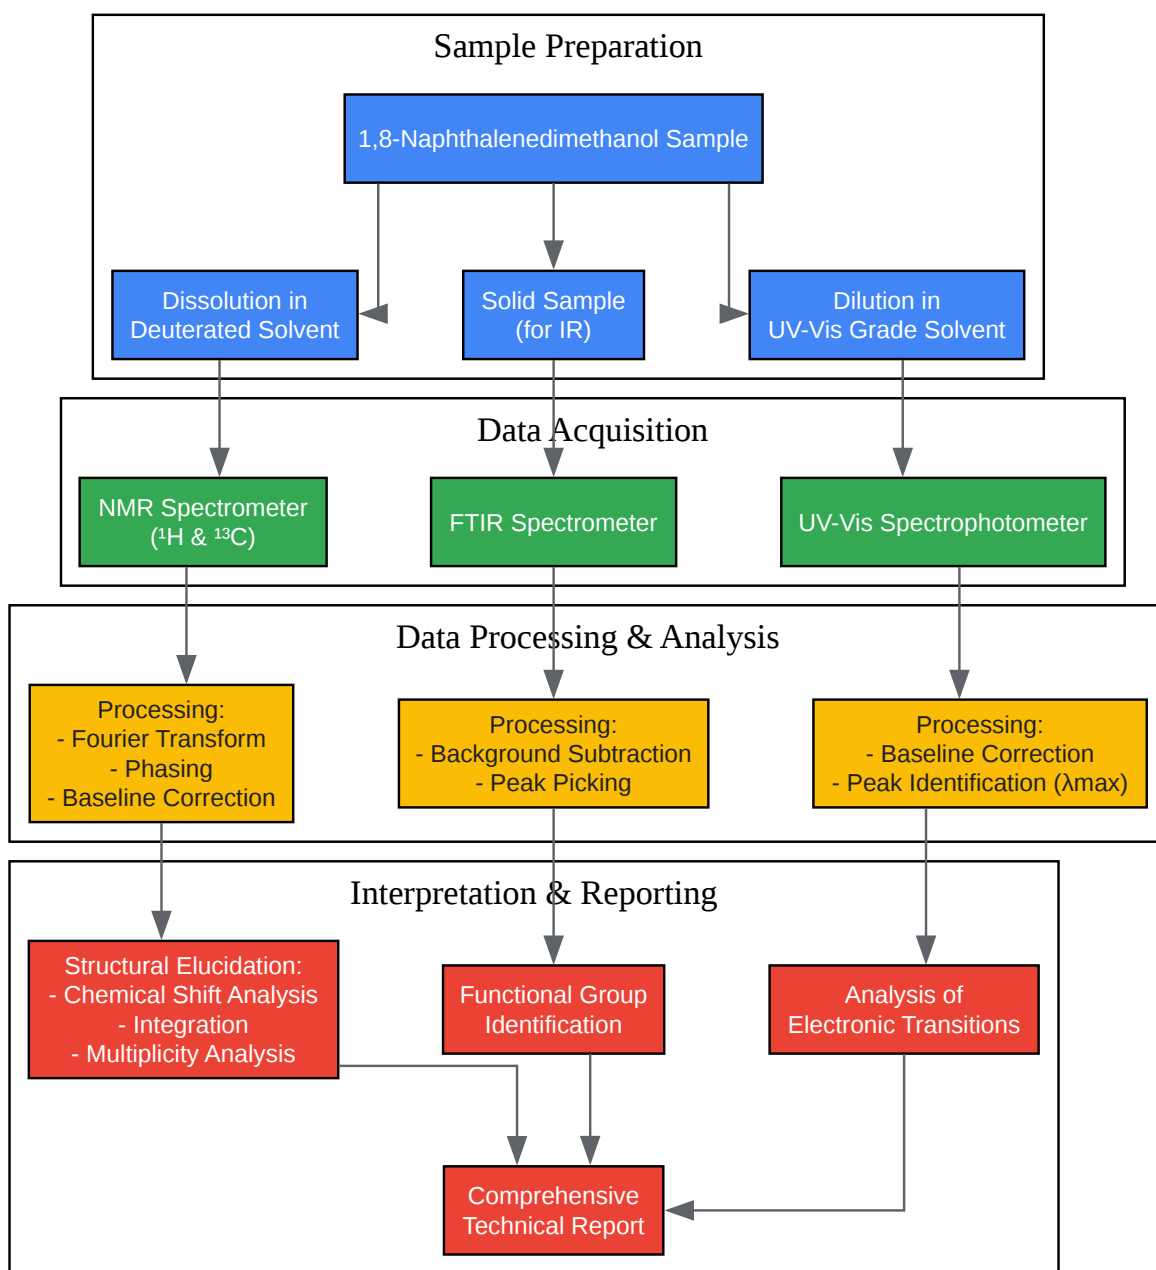 Sample Preparation
1,8-Naphthalenedimethanol Sample
Dissolution in
Deuterated Solvent
Solid Sample
(for IR)
Dilution in
UV-Vis Grade Solvent
Data Acquisition
NMR Spectrometer
(¹H & ¹³C)
FTIR Spectrometer
UV-Vis Spectrophotometer
Data Processing & Analysis
Processing:
- Fourier Transform
- Phasing
- Baseline Correction
Processing:
- Background Subtraction
- Peak Picking
Processing:
- Baseline Correction
- Peak Identification (λmax)
Interpretation & Reporting
Structural Elucidation:
- Chemical Shift Analysis
- Integration
- Multiplicity Analysis
Functional Group
Identification
Analysis of
Electronic Transitions
Comprehensive
Technical Report